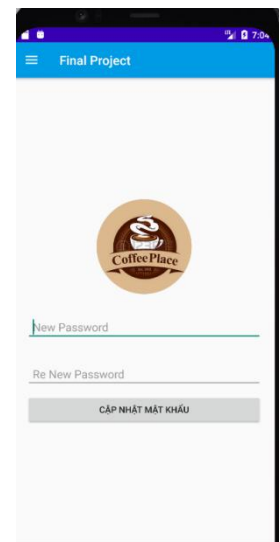 7:04
Final Project
Coffee Place
New Password
Re New Password
CẬP NHẬT MẬT KHẨU